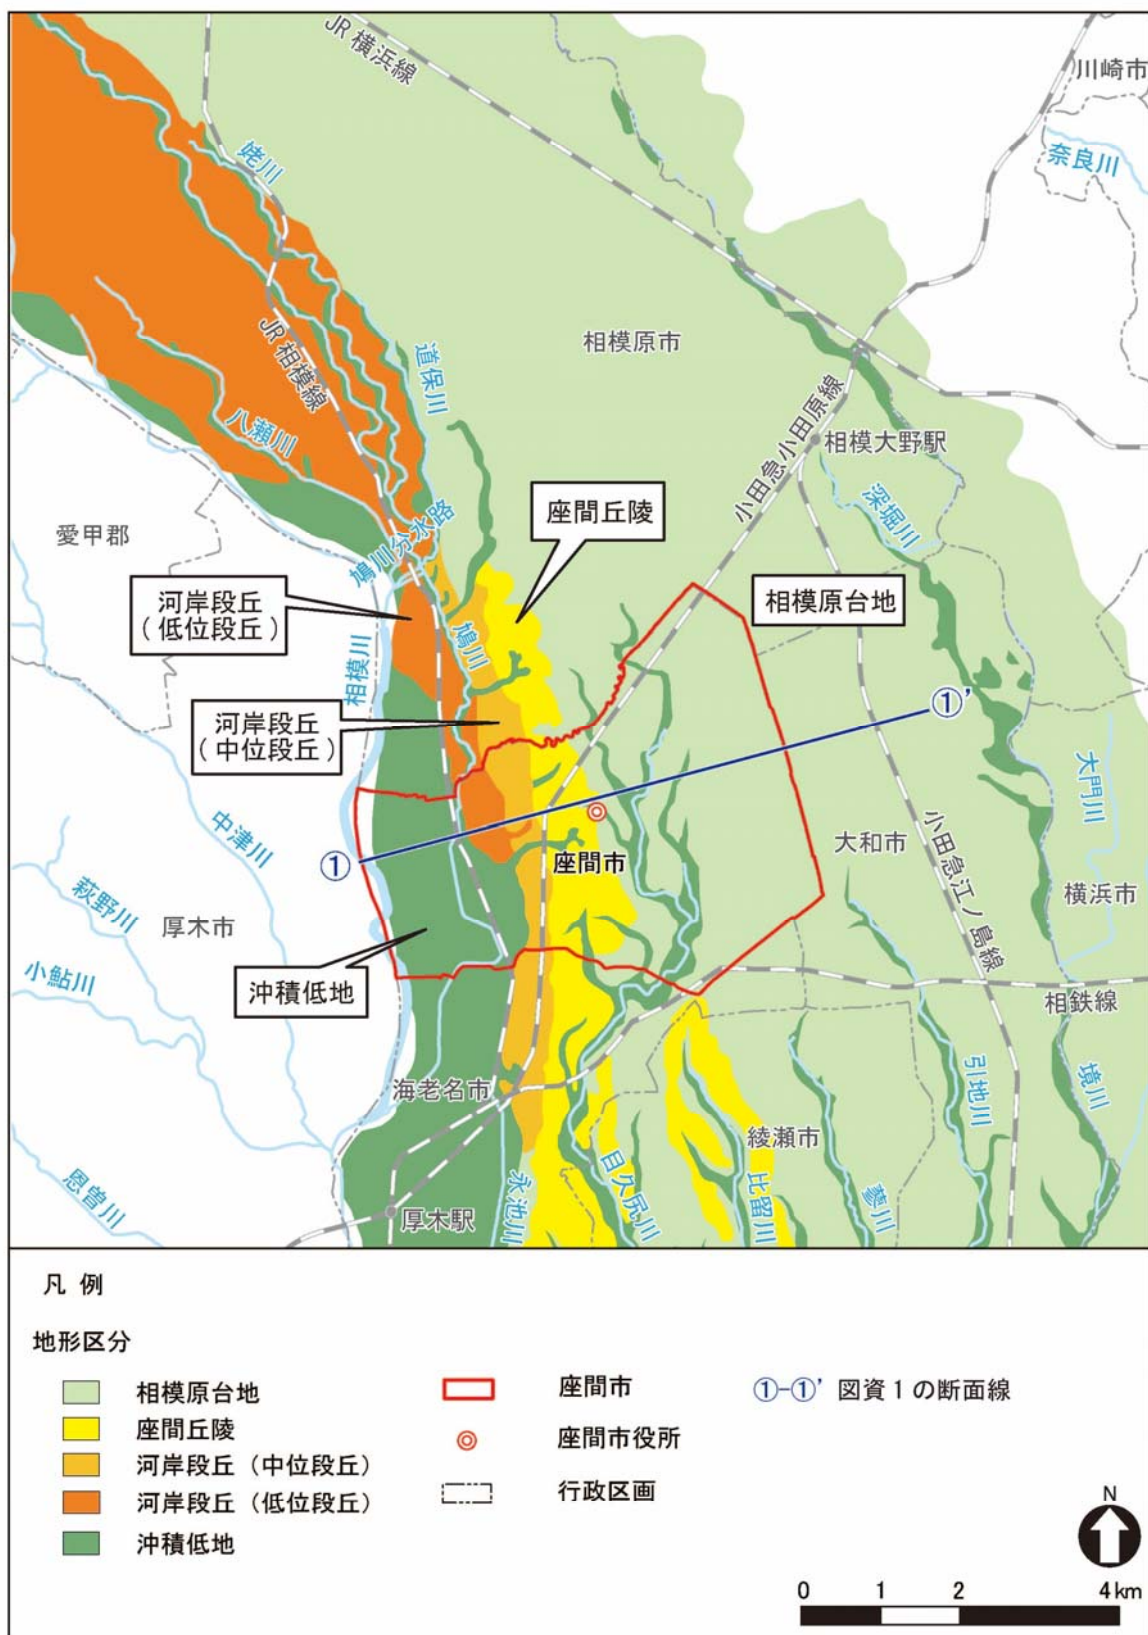 JR 横浜線
川崎市
奈良川
姥川
相模原市
道保川
JR 相模線
小田急小田原線
相模大野駅
八瀬川
深堀川
座間丘陵
愛甲郡
鳩川分水路
河岸段丘
(低位段丘)
相模原台地
鳩川
相模川
①’
河岸段丘
(中位段丘)
大門川
中津川
大和市
小田急江ノ島線
①
座間市
萩野川
横浜市
厚木市
小鮎川
沖積低地
相鉄線
海老名市
引地川
境川
綾瀬市
目久尻川
比留川
蓼川
永池川
恩曽川
厚木駅
凡 例
地形区分
相模原台地
座間丘陵
河岸段丘(中位段丘)
河岸段丘(低位段丘)
沖積低地
座間市
座間市役所
行政区画
①-①’ 図資1の断面線
N
0 1 2 4 km